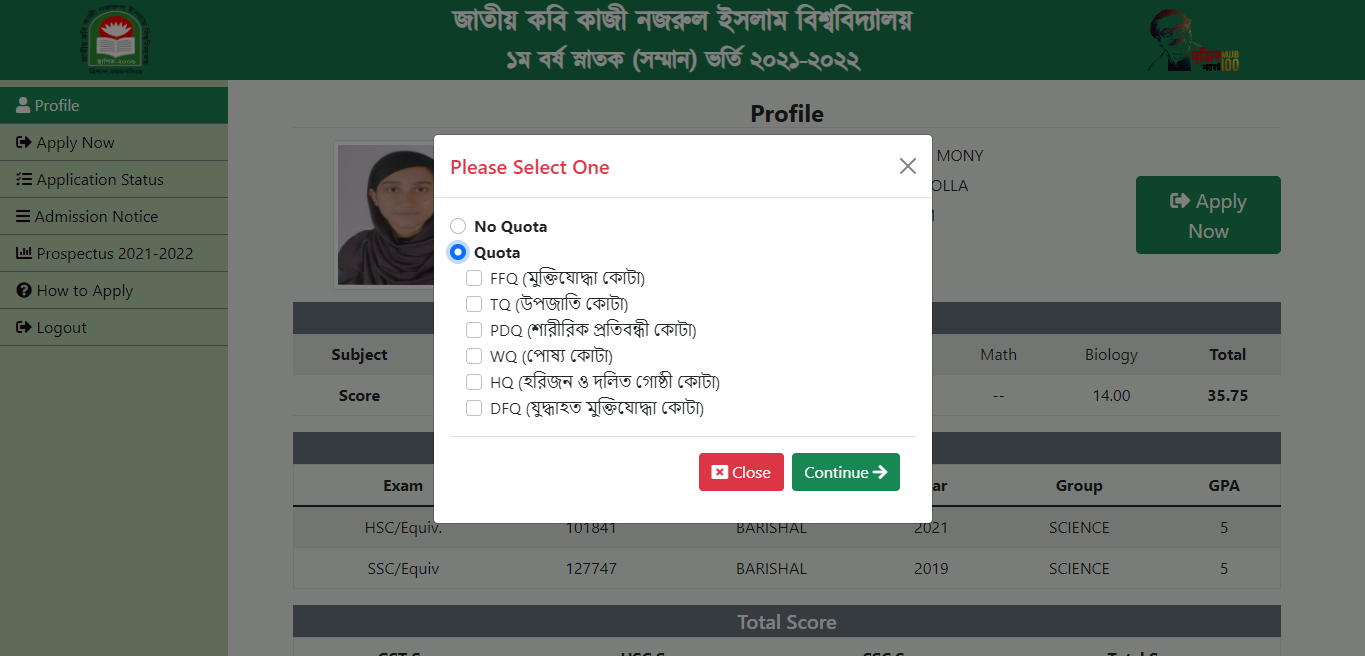 জাতীয় কবি কাজী নজরুল ইসলাম বিশ্ববিদ্যালয়
১ম বর্ষ স্নাতক (সম্মান) ভর্তি ২০২১-২০২২
MUJIB
100
Profile
Apply Now
Application Status
Admission Notice
Prospectus 2021-2022
How to Apply
Logout
Profile
MONY
OLLA
Apply
Now
Please Select One
No Quota
Quota
FFQ (মুক্তিযোদ্ধা কোটা)
TQ (উপজাতি কোটা)
PDQ (শারীরিক প্রতিবন্ধী কোটা)
WQ (পোষ্য কোটা)
HQ (হরিজন ও দলিত গোষ্ঠী কোটা)
DFQ (যুদ্ধাহত মুক্তিযোদ্ধা কোটা)
Close Continue
Subject Math Biology Total
Score -- 14.00 35.75
Exam ar Group GPA
HSC/Equiv. 101841 BARISHAL 2021 SCIENCE 5
SSC/Equiv 127747 BARISHAL 2019 SCIENCE 5
Total Score